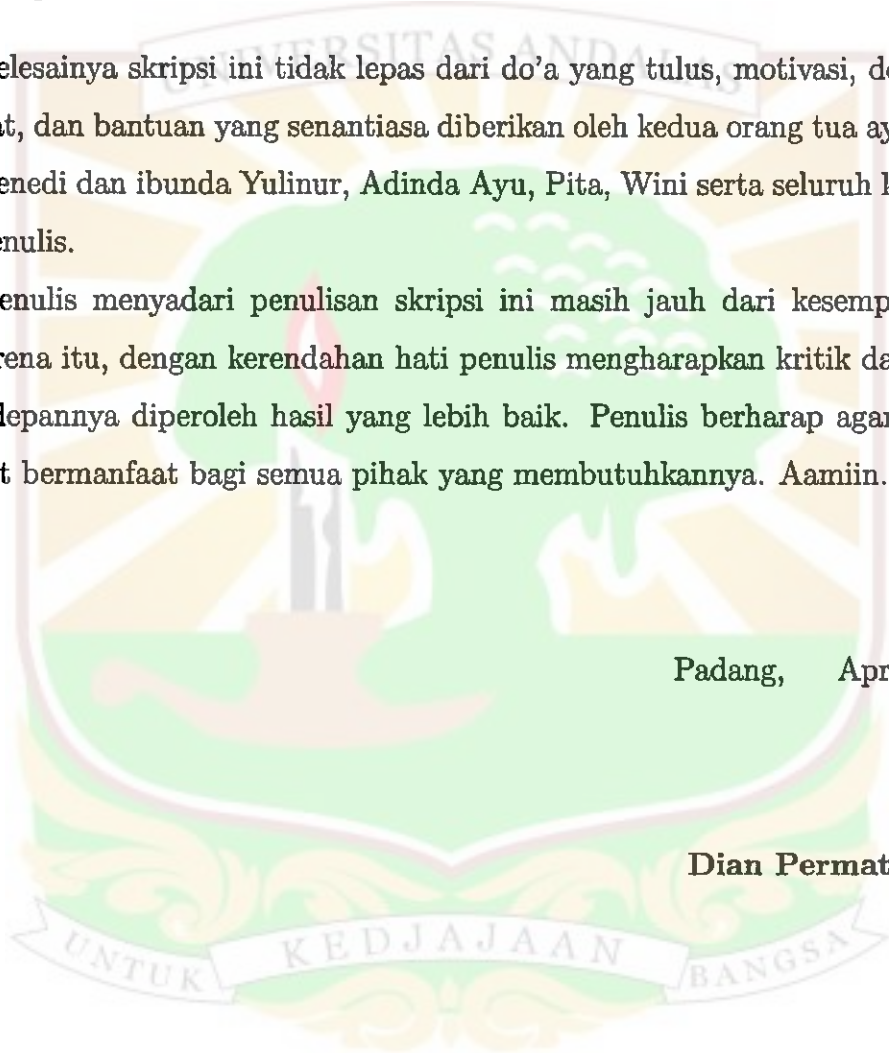 UNIVERSITAS ANDALAS
elesainya skripsi ini tidak lepas dari do'a yang tulus, motivasi, d
t, dan bantuan yang senantiasa diberikan oleh kedua orang tua ay
enedi dan ibunda Yulinur, Adinda Ayu, Pita, Wini serta seluruh k
enulis.
enulis menyadari penulisan skripsi ini masih jauh dari kesemp
rena itu, dengan kerendahan hati penulis mengharapkan kritik da
lepannya diperoleh hasil yang lebih baik. Penulis berharap agar
t bermanfaat bagi semua pihak yang membutuhkannya. Aamiin.
Padang, Apr
Dian Permat
UNTUK KEDJAJAAN BANGSA